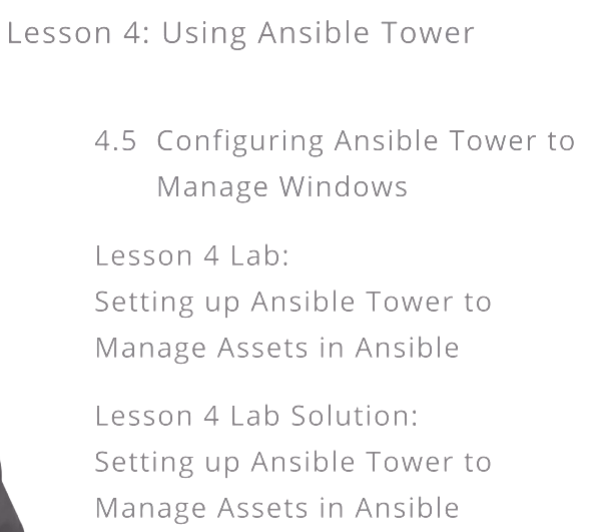 Lesson 4: Using Ansible Tower
4.5 Configuring Ansible Tower to
Manage Windows
Lesson 4 Lab:
Setting up Ansible Tower to
Manage Assets in Ansible
Lesson 4 Lab Solution:
Setting up Ansible Tower to
Manage Assets in Ansible